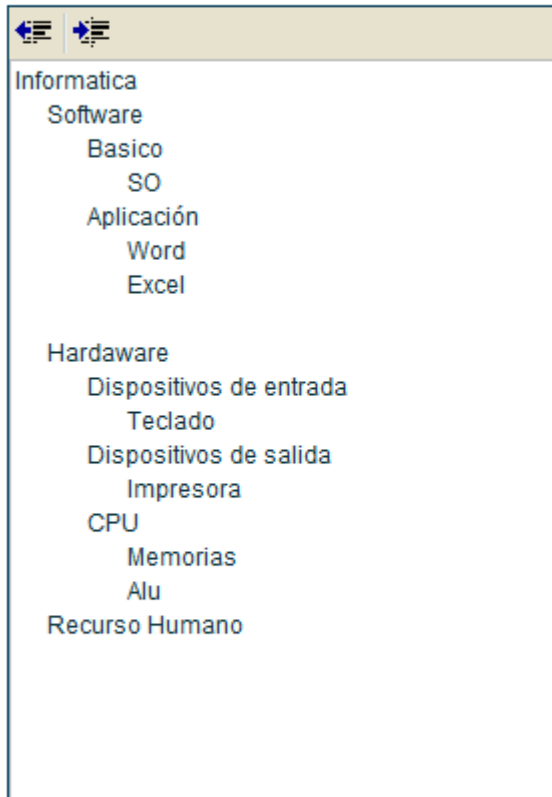 Informatica
Software
Basico
SO
Aplicación
Word
Excel
Hardaware
Dispositivos de entrada
Teclado
Dispositivos de salida
Impresora
CPU
Memorias
Alu
Recurso Humano